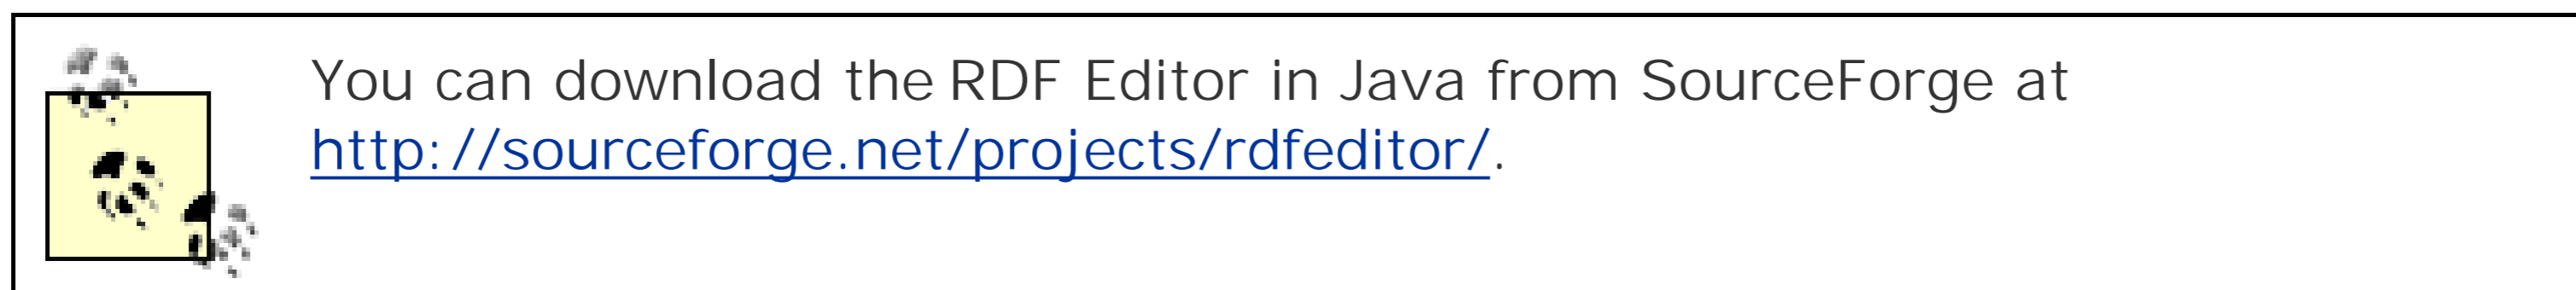 You can download the RDF Editor in Java from SourceForge at
http://sourceforge.net/projects/rdfeditor/.